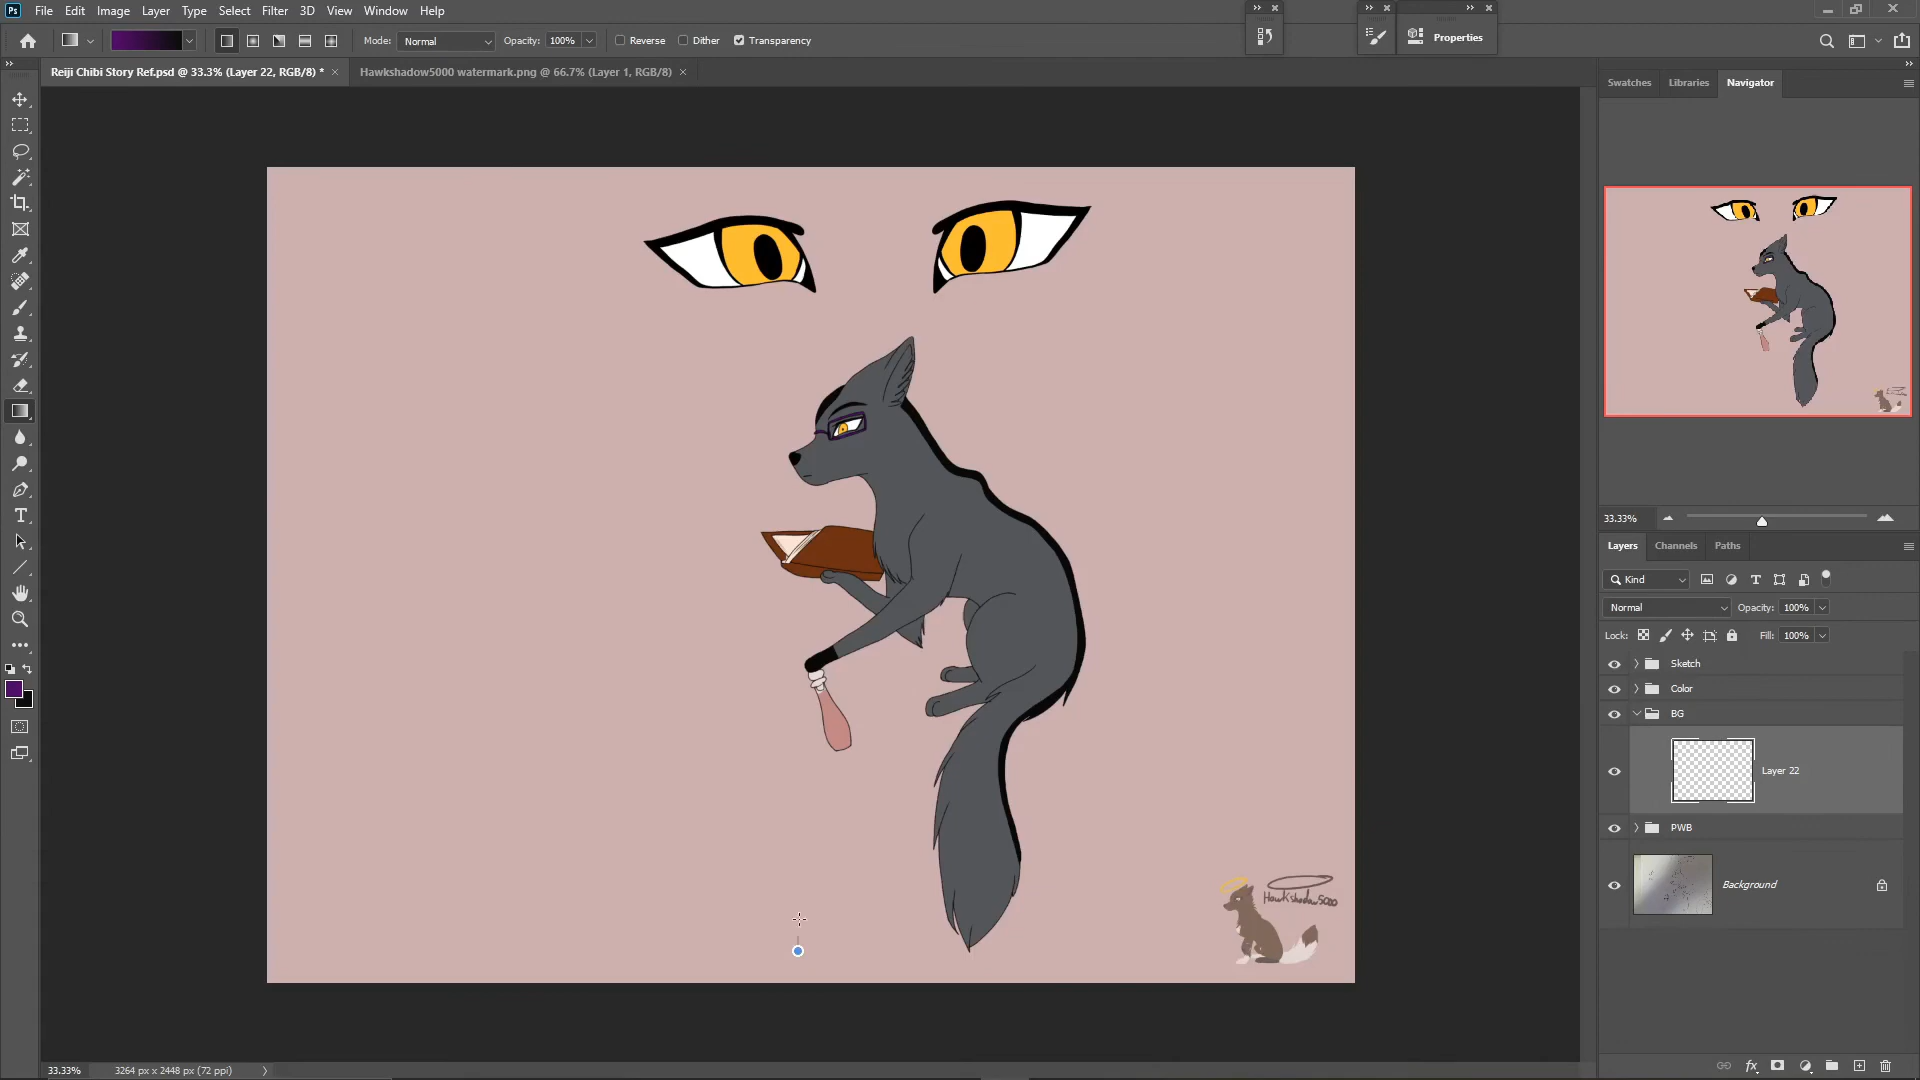 Ps File Edit Image Layer Type Select Filter 3D View Window Help
Mode: Normal Opacity: 100% Reverse Dither Transparency
Properties
Reiji Chibi Story Ref.psd @ 33.3% (Layer 22, RGB/8) * × Hawkshadow5000 watermark.png @ 66.7% (Layer 1, RGB/8) ×
Swatches Libraries Navigator
33.33%
Layers Channels Paths
Kind
Normal Opacity: 100%
Lock: Fill: 100%
Sketch
Color
BG
Layer 22
PWB
Background
Hawkshadow5000
33.33% 3264 px x 2448 px (72 ppi)